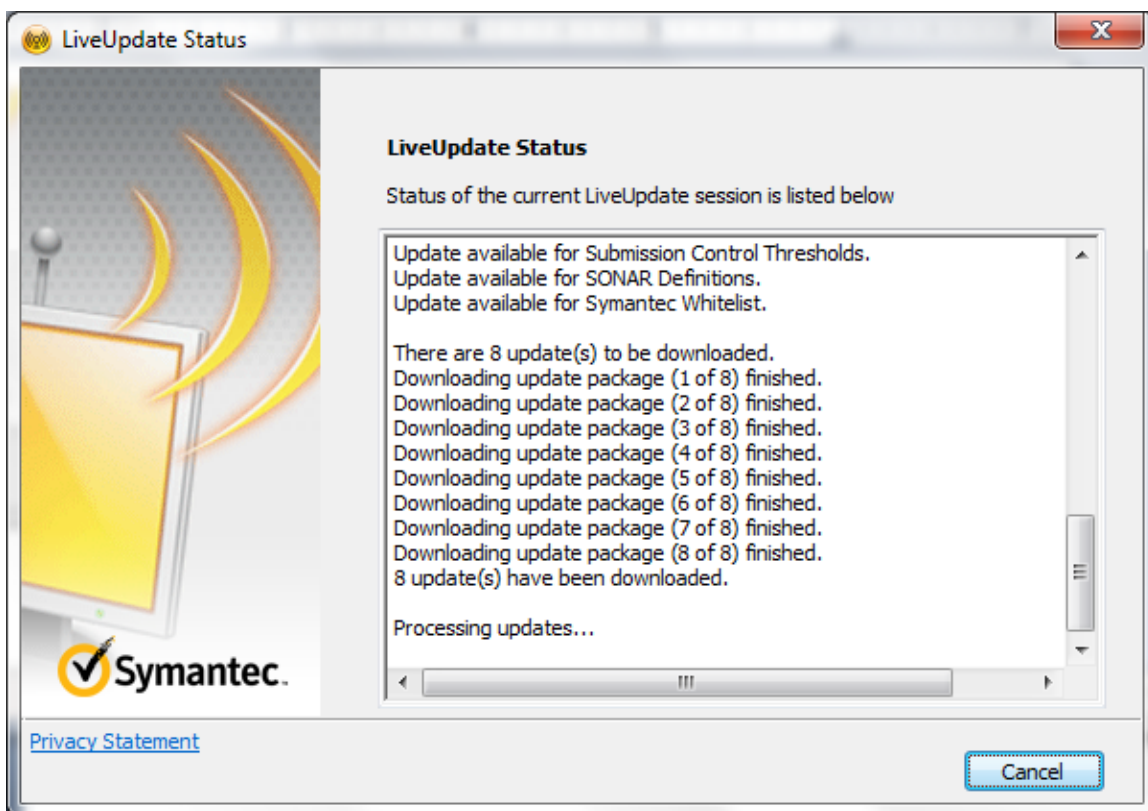 LiveUpdate Status
LiveUpdate Status
Status of the current LiveUpdate session is listed below
Update available for Submission Control Thresholds.
Update available for SONAR Definitions.
Update available for Symantec Whitelist.
There are 8 update(s) to be downloaded.
Downloading update package (1 of 8) finished.
Downloading update package (2 of 8) finished.
Downloading update package (3 of 8) finished.
Downloading update package (4 of 8) finished.
Downloading update package (5 of 8) finished.
Downloading update package (6 of 8) finished.
Downloading update package (7 of 8) finished.
Downloading update package (8 of 8) finished.
8 update(s) have been downloaded.
Processing updates...
Symantec.
Privacy Statement
Cancel